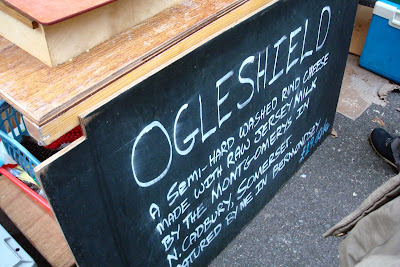 OGLESHIELD
A SEMI-HARD WASHED RIND CHEESE
MADE WITH RAW JERSEY MILK
BY THE MONTGOMERY, IN
N. CADBURY, SOMERSET.
MATURED BY ME IN BERMONDSEY